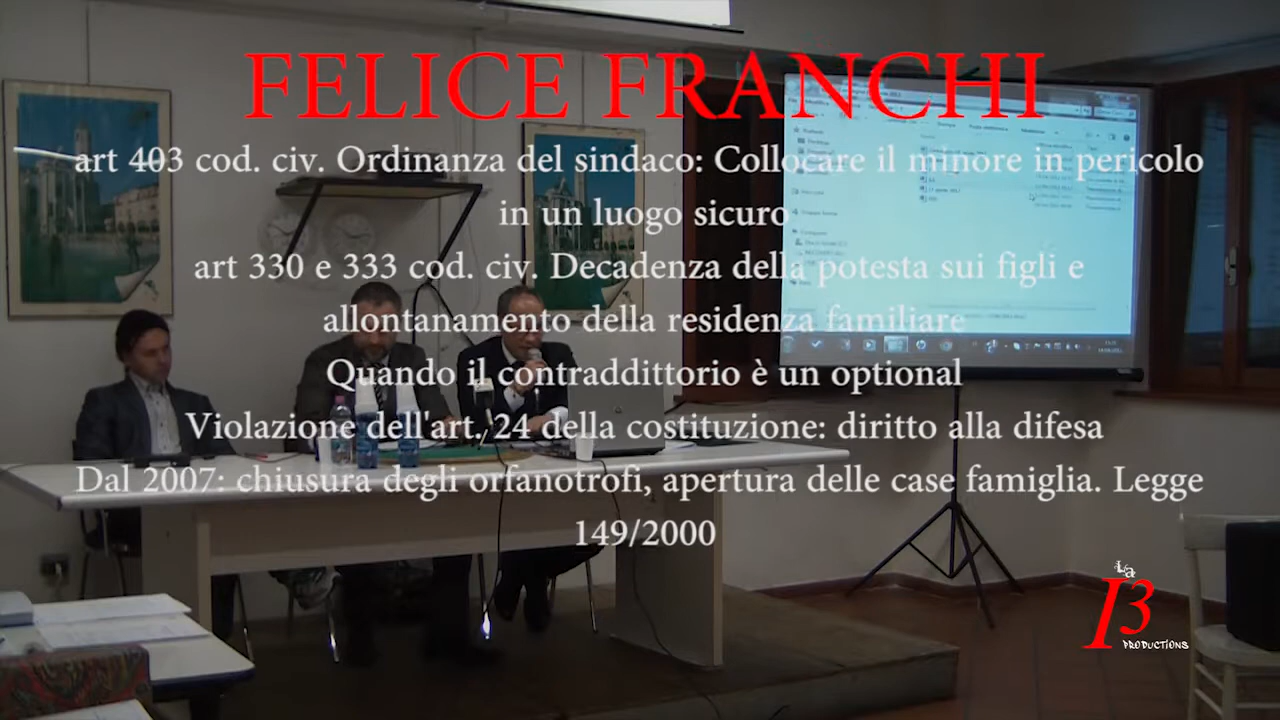 FELICE FRANCHI
art 403 cod. civ. Ordinanza del sindaco: Collocare il minore in pericolo
in un luogo sicuro
art 330 e 333 cod. civ. Decadenza della potesta sui figli e
allontanamento della residenza familiare
Quando il contraddittorio è un optional
Violazione dell'art. 24 della costituzione: diritto alla difesa
Dal 2007: chiusura degli orfanotrofi, apertura delle case famiglia. Legge
149/2000
La
B
PRODUCTIONS